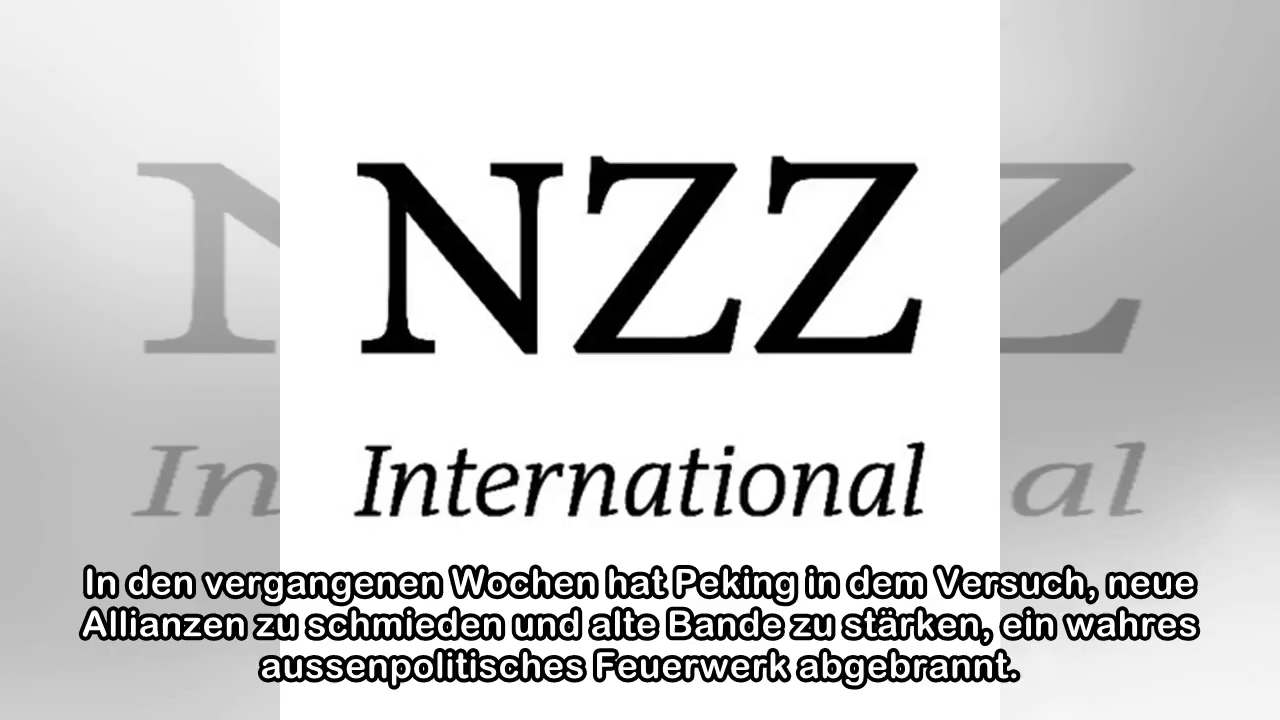 NZZ
International
In den vergangenen Wochen hat Peking in dem Versuch, neue
Allianzen zu schmieden und alte Bande zu stärken, ein wahres
aussenpolitisches Feuerwerk abgebrannt.